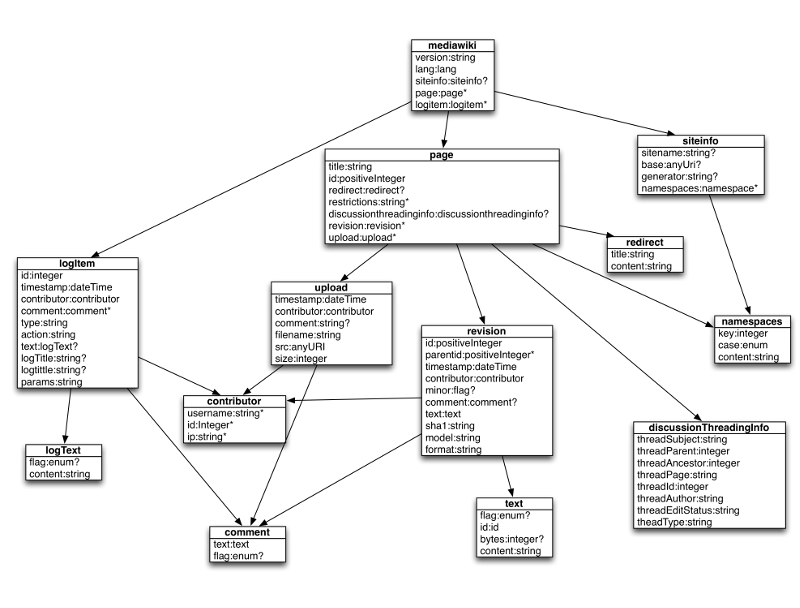 mediawiki
version:string
lang:lang
siteinfo:siteinfo?
page:page*
logitem:logitem*
page
title:string
id:positiveInteger
redirect:redirect?
restrictions:string*
discussionthreadinginfo:discussionthreadinginfo?
revision:revision*
upload:upload*
siteinfo
sitename:string?
base:anyUri?
generator:string?
namespaces:namespace*
redirect
title:string
content:string
logItem
id:integer
timestamp:dateTime
contributor:contributor
comment:comment*
type:string
action:string
text:logText?
logTitle:string?
logtittle:string?
params:string
upload
timestamp:dateTime
contributor:contributor
comment:string?
filename:string
src:anyURI
size:integer
revision
id:positiveInteger
parentid:positiveInteger*
timestamp:dateTime
contributor:contributor
minor:flag?
comment:comment?
text:text
sha1:string
model:string
format:string
namespaces
key:integer
case:enum
content:string
contributor
username:string*
id:Integer*
ip:string*
logText
flag:enum?
content:string
discussionThreadingInfo
threadSubject:string
threadParent:integer
threadAncestor:integer
threadPage:string
threadId:integer
threadAuthor:string
threadEditStatus:string
theadType:string
text
flag:enum?
id:id
bytes:integer?
content:string
comment
text:text
flag:enum?